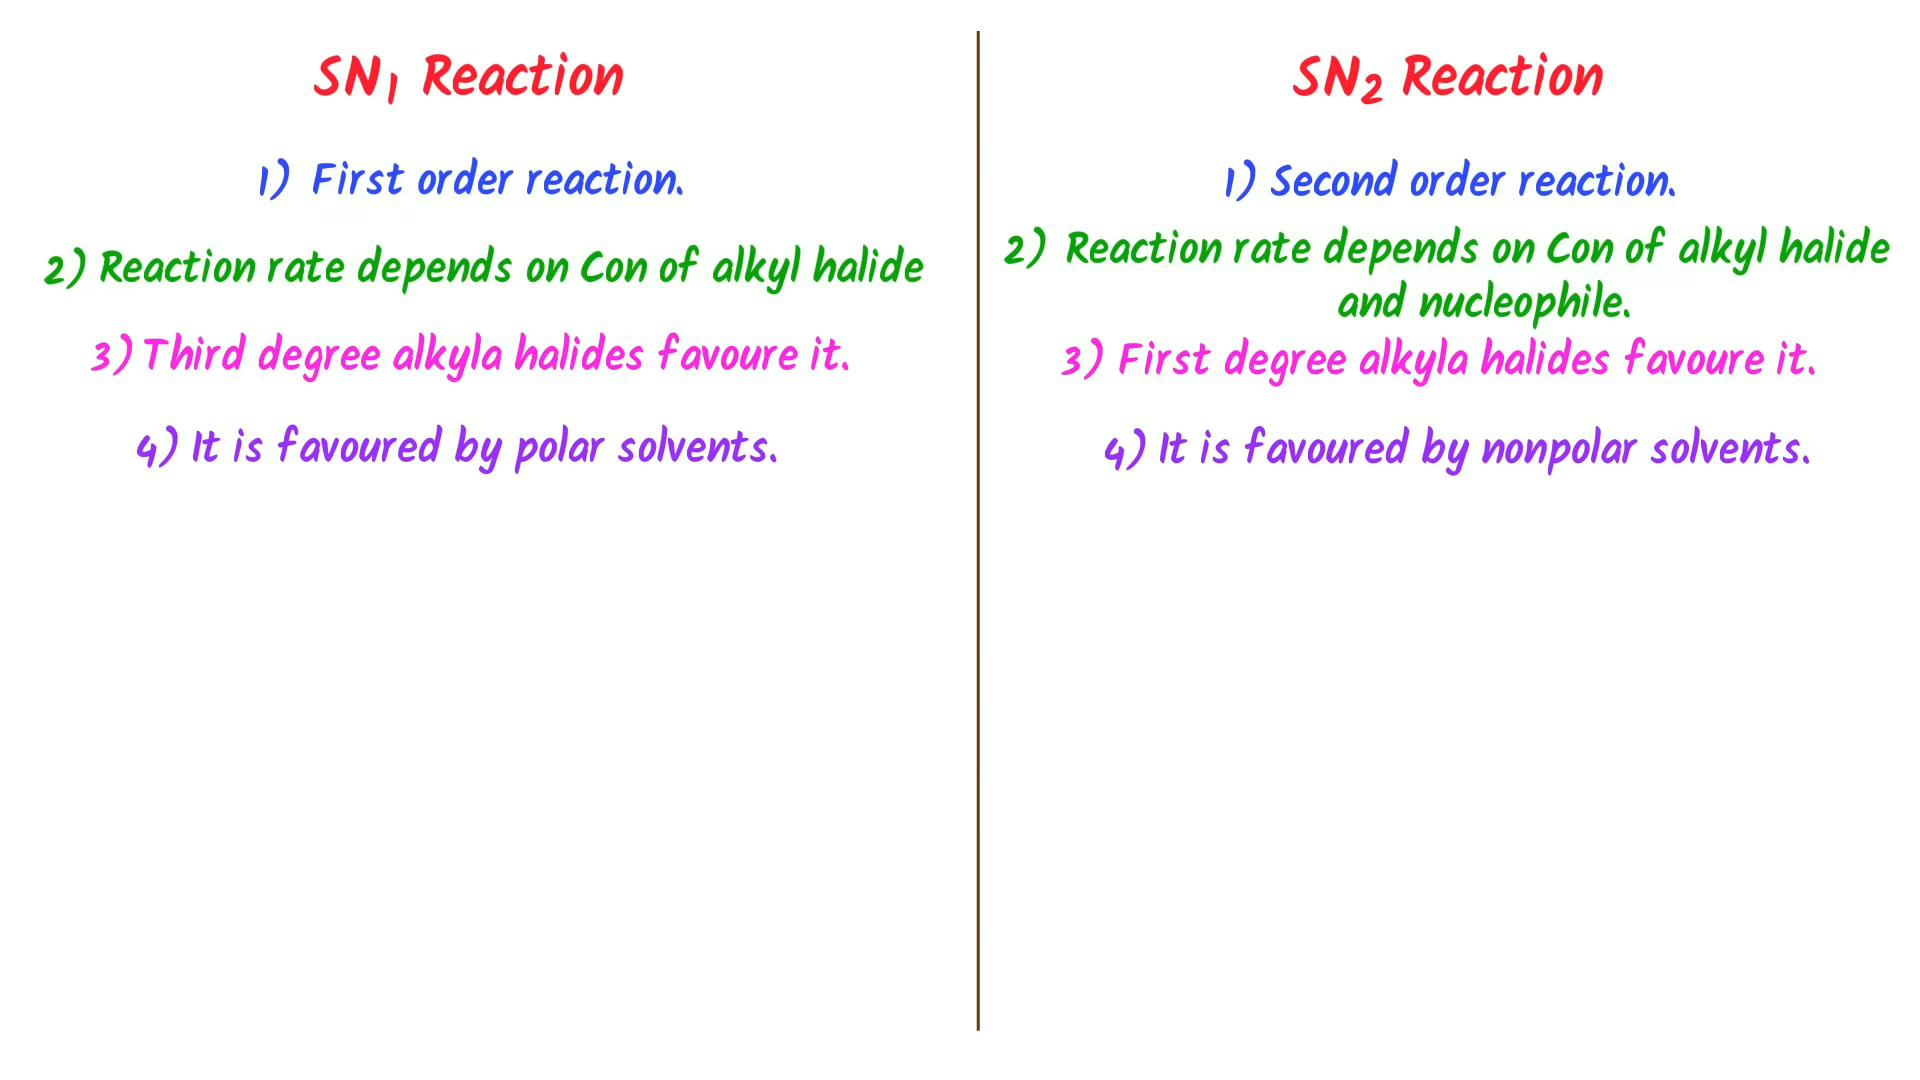 SN1 Reaction
1) First order reaction.
2) Reaction rate depends on Con of alkyl halide
3) Third degree alkyla halides favoure it.
4) It is favoured by polar solvents.
SN2 Reaction
1) Second order reaction.
2) Reaction rate depends on Con of alkyl halide
and nucleophile.
3) First degree alkyla halides favoure it.
4) It is favoured by nonpolar solvents.